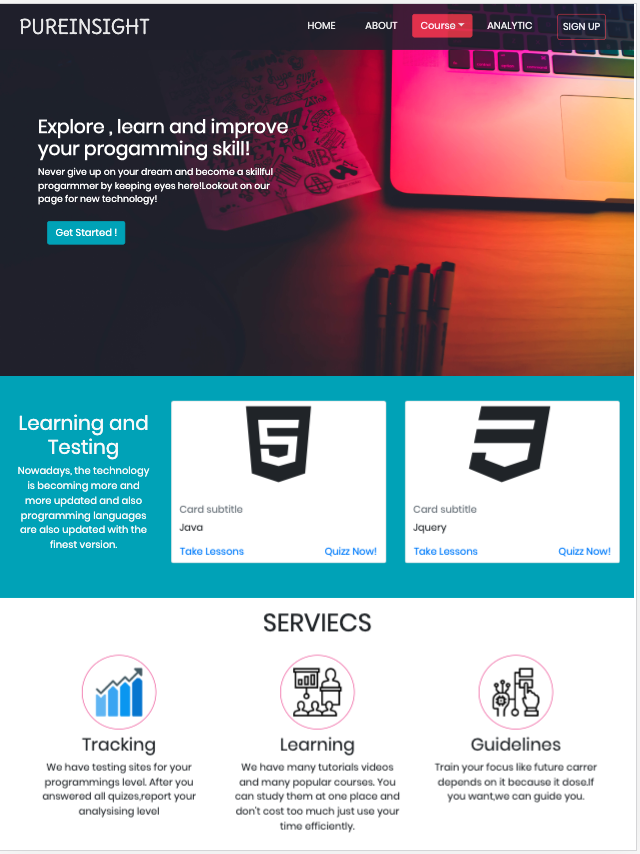 PUREINSIGHT
HOME ABOUT Course ANALYTIC SIGN UP
Explore , learn and improve
your progamming skill!
Never give up on your dream and become a skillful
progarmmer by keeping eyes here!Lookout on our
page for new technology!
Get Started !
VIBE
Learning and
Testing
Nowadays, the technology
is becoming more and
more updated and also
programming languages
are also updated with the
finest version.
Card subtitle
Java
Take Lessons Quizz Now!
Card subtitle
Jquery
Take Lessons Quizz Now!
SERVIECS
Tracking
We have testing sites for your
programmings level. After you
answered all quizes,report your
analysising level
Learning
We have many tutorials videos
and many popular courses. You
can study them at one place and
don't cost too much just use your
time efficiently.
Guidelines
Train your focus like future carrer
depends on it because it dose.If
you want,we can guide you.